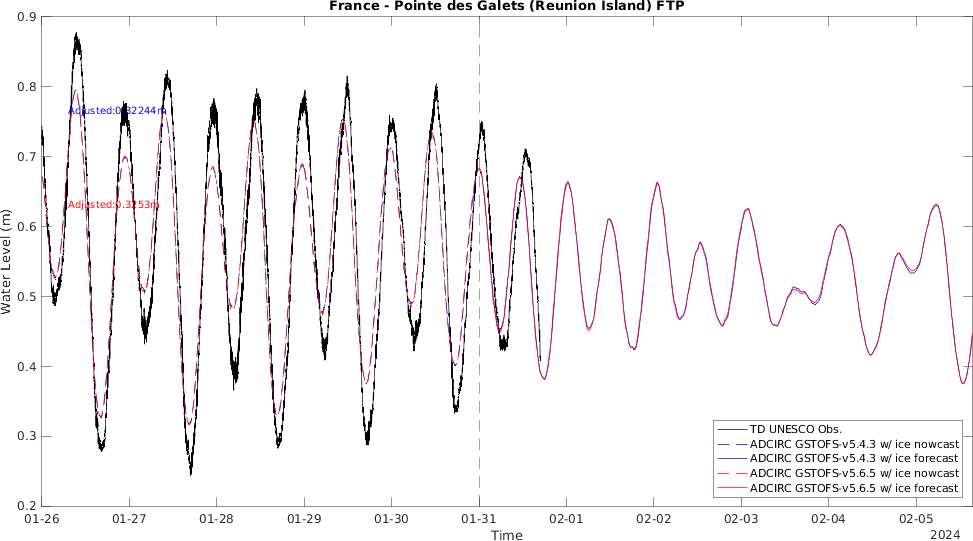 France - Pointe des Galets (Reunion Island) FTP
0.9
0.8
0.7
0.6
0.5
0.4
0.3
0.2
Water Level (m)
Adjusted:0.32244m
Adjusted:0.3253m
TD UNESCO Obs.
ADCIRC GSTOFS-v5.4.3 w/ ice nowcast
ADCIRC GSTOFS-v5.4.3 w/ ice forecast
ADCIRC GSTOFS-v5.6.5 w/ ice nowcast
ADCIRC GSTOFS-v5.6.5 w/ ice forecast
01-26 01-27 01-28 01-29 01-30 01-31 02-01 02-02 02-03 02-04 02-05
Time
2024